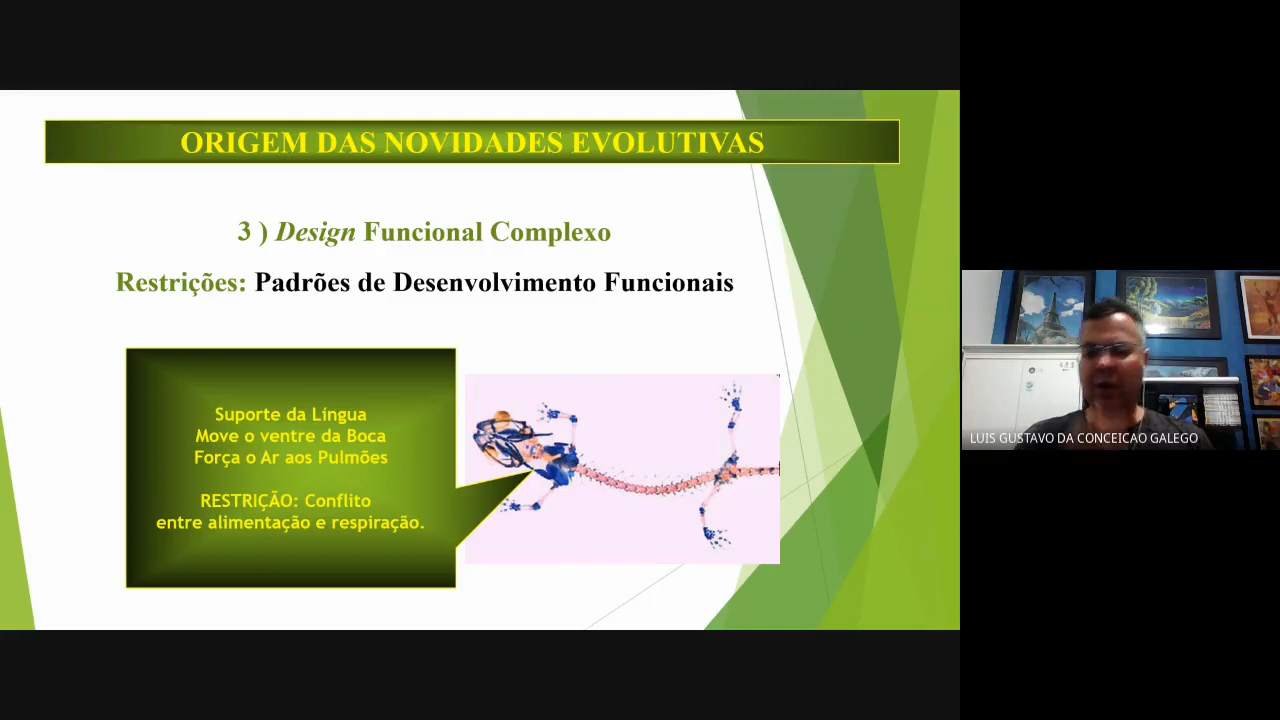 ORIGEM DAS NOVIDADES EVOLUTIVAS
3 ) Design Funcional Complexo
Restrições: Padrões de Desenvolvimento Funcionais
Suporte da Língua
Move o ventre da Boca
Força o Ar aos Pulmões
RESTRIÇÃO: Conflito
entre alimentação e respiração.
LUIS GUSTAVO DA CONCEICAO GALEGO